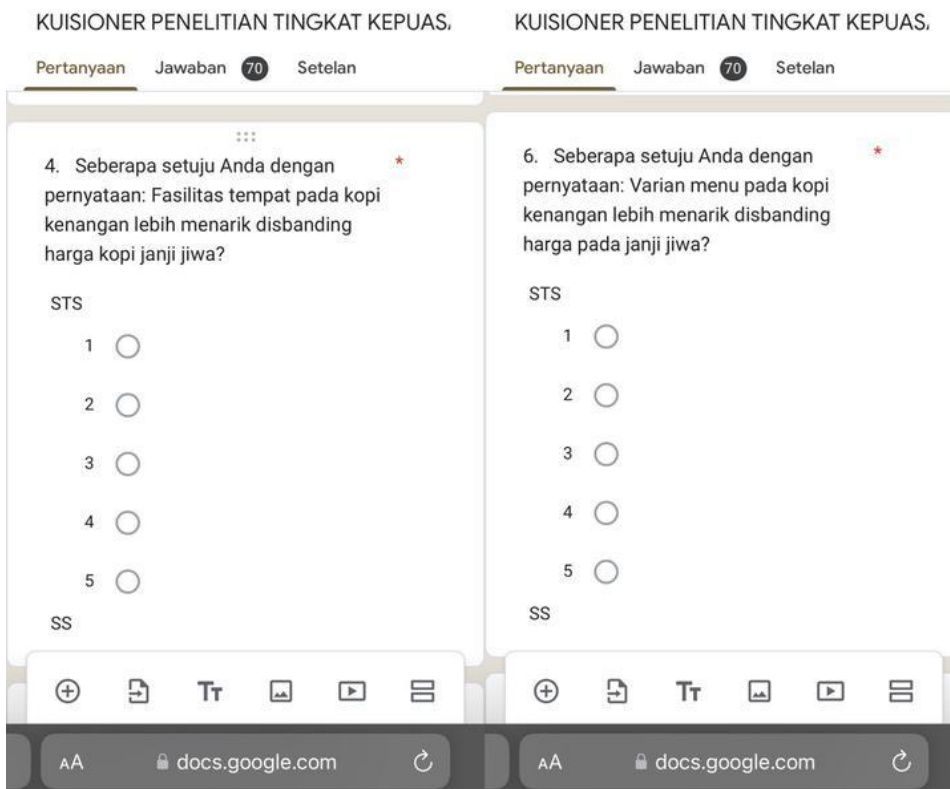 KUISIONER PENELITIAN TINGKAT KEPUAS
Pertanyaan Jawaban 70 Setelan
4. Seberapa setuju Anda dengan *
pernyataan: Fasilitas tempat pada kopi
kenangan lebih menarik disbanding
harga kopi janji jiwa?
STS
1
2
3
4
5
SS
Tт
AA docs.google.com
KUISIONER PENELITIAN TINGKAT KEPUAS
Pertanyaan Jawaban 70 Setelan
6. Seberapa setuju Anda dengan *
pernyataan: Varian menu pada kopi
kenangan lebih menarik disbanding
harga pada janji jiwa?
STS
1
2
3
4
5
SS
Tт
AA docs.google.com